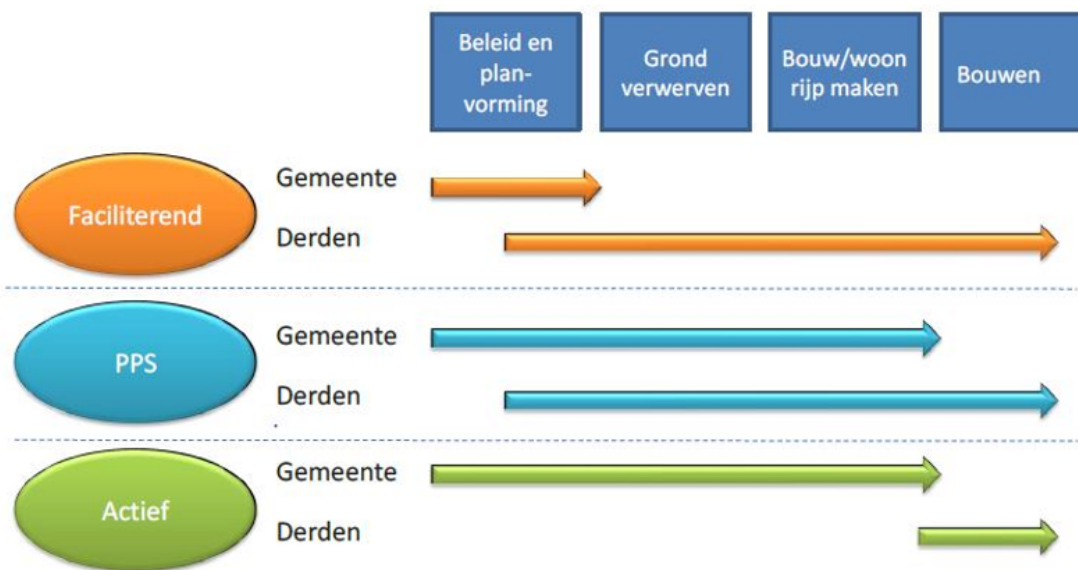 Beleid en
plan-
vorming
Grond
verwerven
Bouw/woon
rijp maken
Bouwen
Faciliterend
Gemeente
Derden
PPS
Gemeente
Derden
Actief
Gemeente
Derden